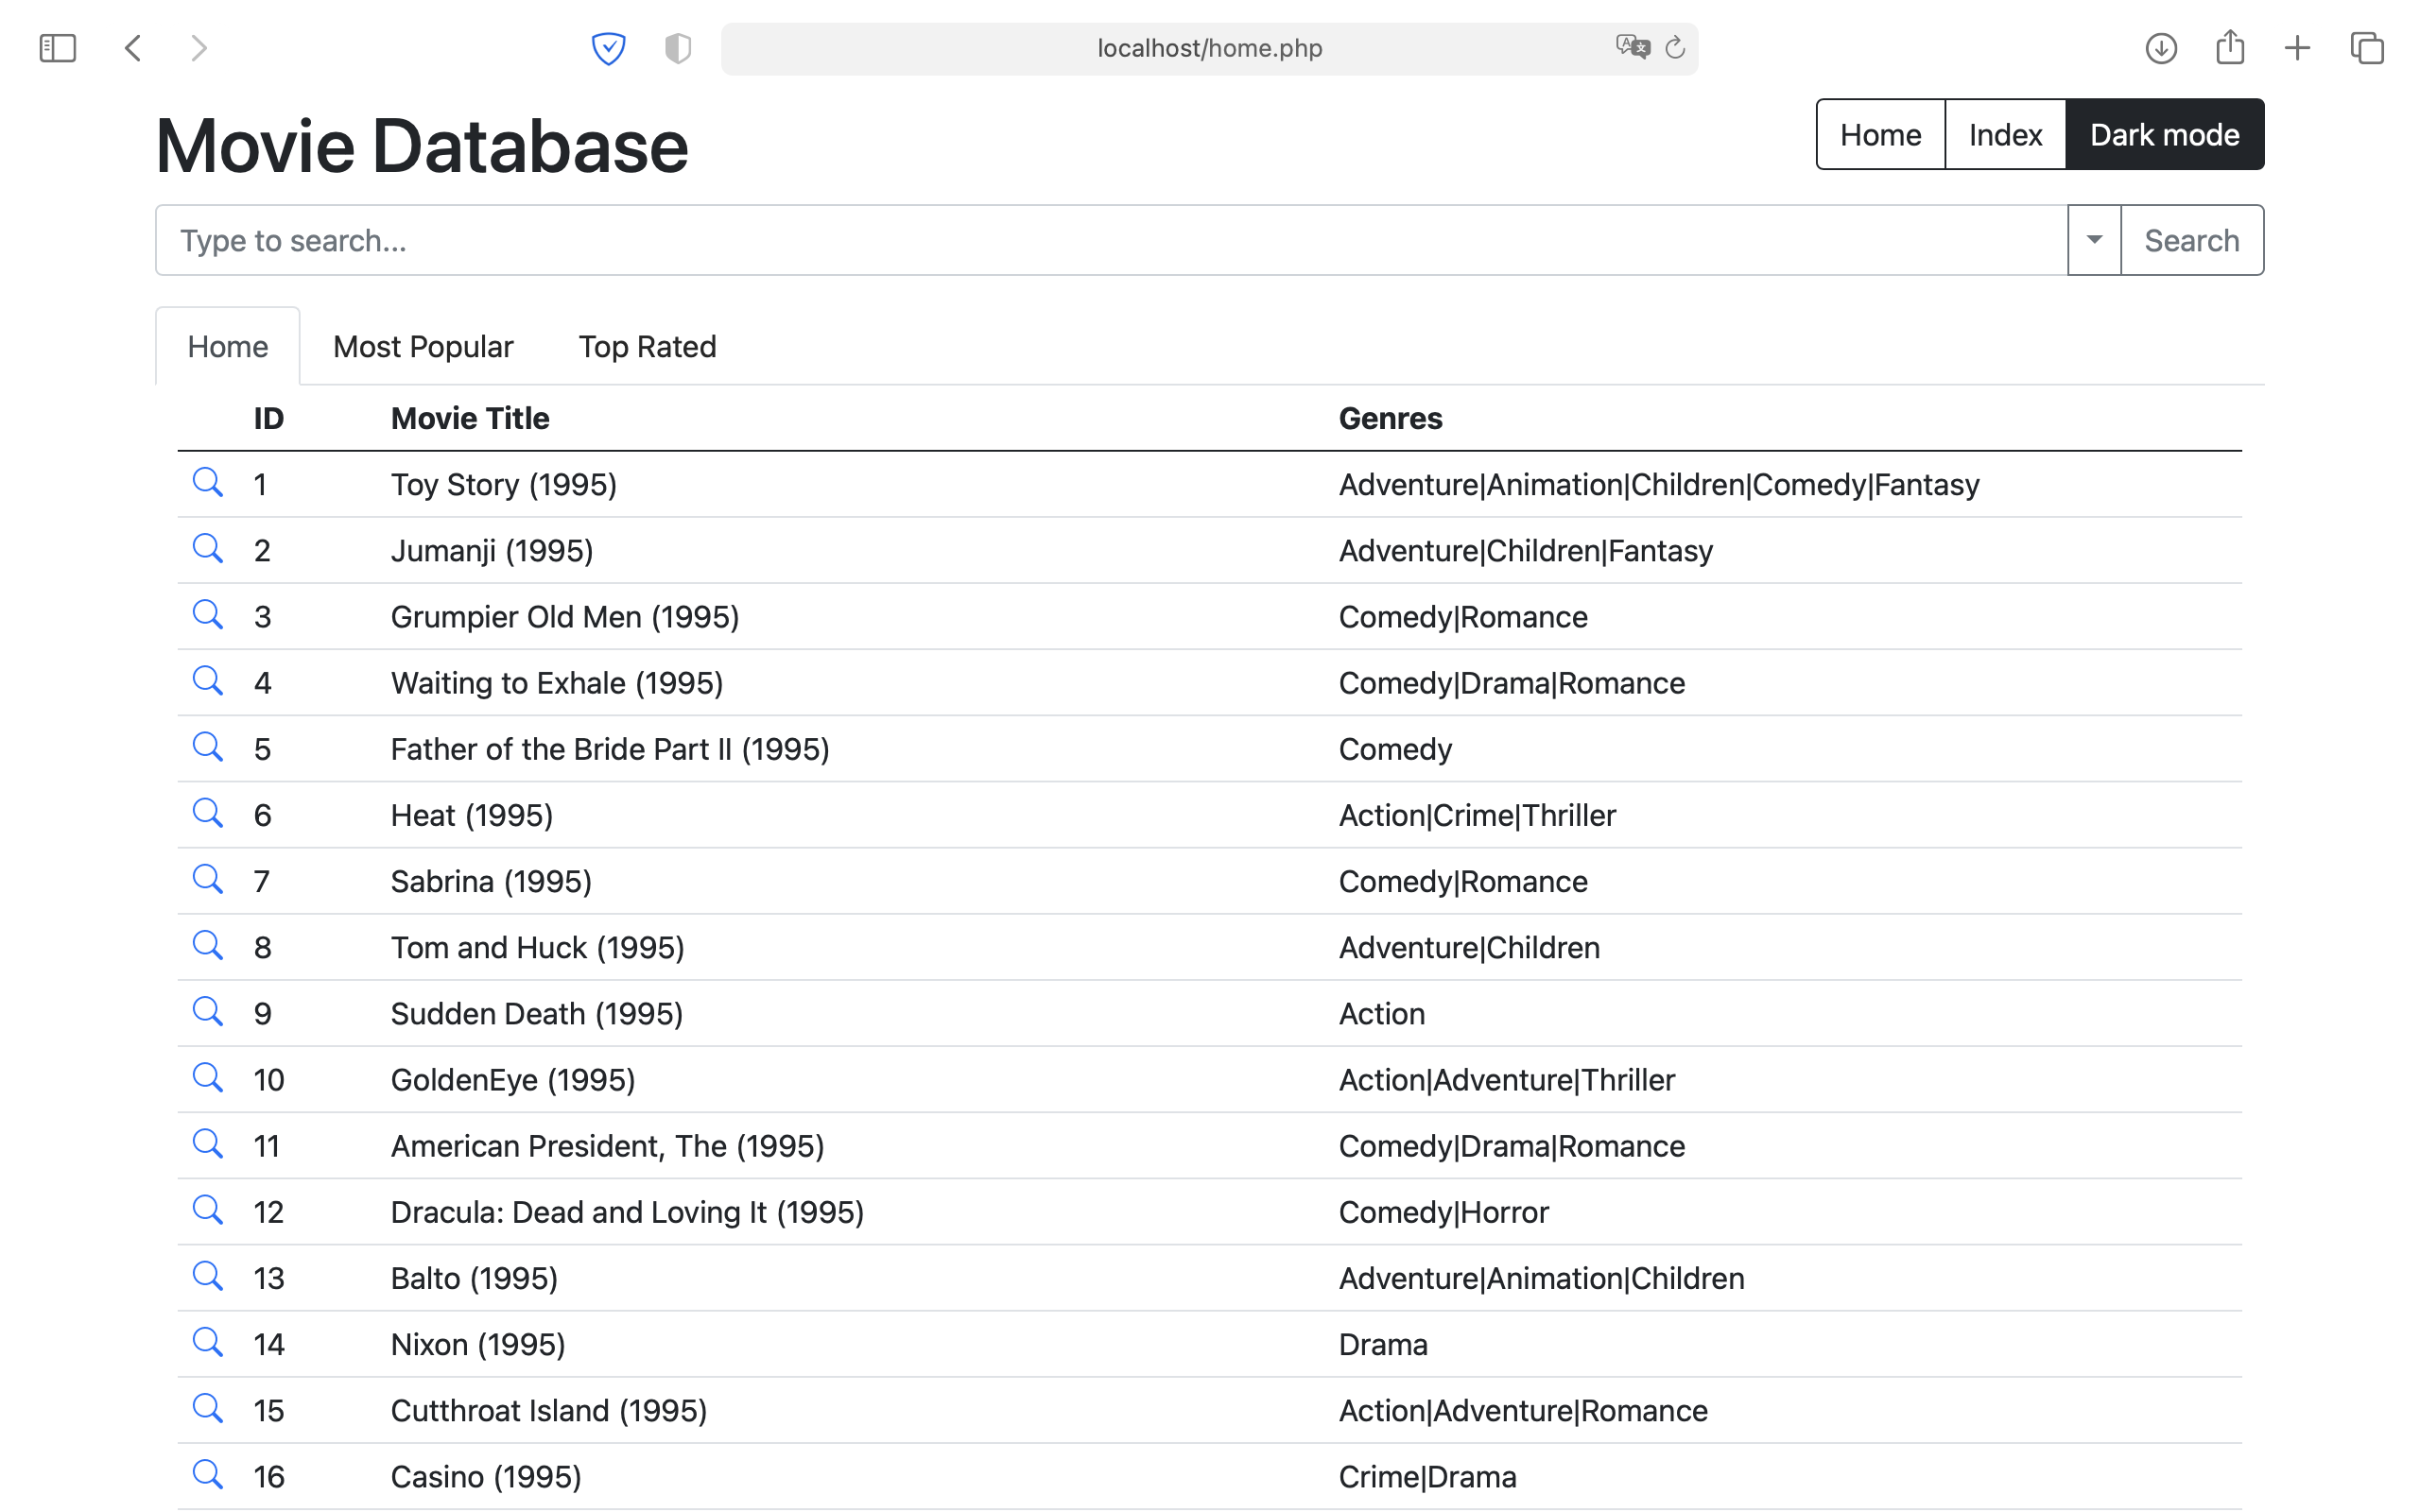 localhost/home.php
Movie Database
Home Index Dark mode
Type to search... Search
Home Most Popular Top Rated
ID Movie Title Genres
1 Toy Story (1995) Adventure|Animation|Children|Comedy|Fantasy
2 Jumanji (1995) Adventure|Children|Fantasy
3 Grumpier Old Men (1995) Comedy|Romance
4 Waiting to Exhale (1995) Comedy|Drama|Romance
5 Father of the Bride Part II (1995) Comedy
6 Heat (1995) Action|Crime|Thriller
7 Sabrina (1995) Comedy|Romance
8 Tom and Huck (1995) Adventure|Children
9 Sudden Death (1995) Action
10 GoldenEye (1995) Action|Adventure|Thriller
11 American President, The (1995) Comedy|Drama|Romance
12 Dracula: Dead and Loving It (1995) Comedy|Horror
13 Balto (1995) Adventure|Animation|Children
14 Nixon (1995) Drama
15 Cutthroat Island (1995) Action|Adventure|Romance
16 Casino (1995) Crime|Drama